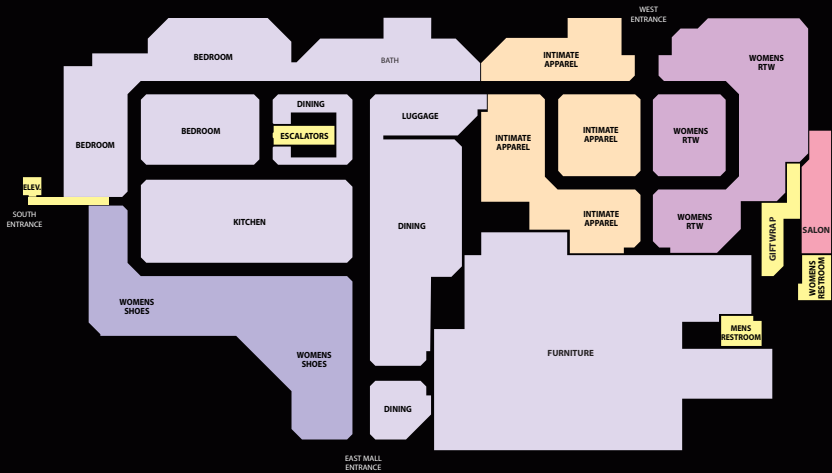 WEST
ENTRANCE
BEDROOM
BATH
INTIMATE
APPAREL
WOMENS
RTW
DINING
LUGGAGE
ESCALATORS
BEDROOM
BEDROOM
INTIMATE
APPAREL
INTIMATE
APPAREL
WOMENS
RTW
ELEV.
SOUTH
ENTRANCE
KITCHEN
DINING
INTIMATE
APPAREL
WOMENS
RTW
GIFT WRAP
SALON
WOMENS
RESTROOM
WOMENS
SHOES
MENS
RESTROOM
WOMENS
SHOES
FURNITURE
DINING
EAST MALL
ENTRANCE